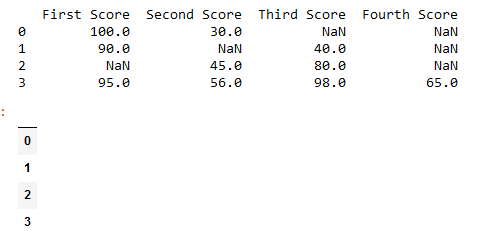 First Score Second Score Third Score Fourth Score
0 100.0 30.0 NaN NaN
1 90.0 NaN 40.0 NaN
2 NaN 45.0 80.0 NaN
3 95.0 56.0 98.0 65.0
:
0
1
2
3